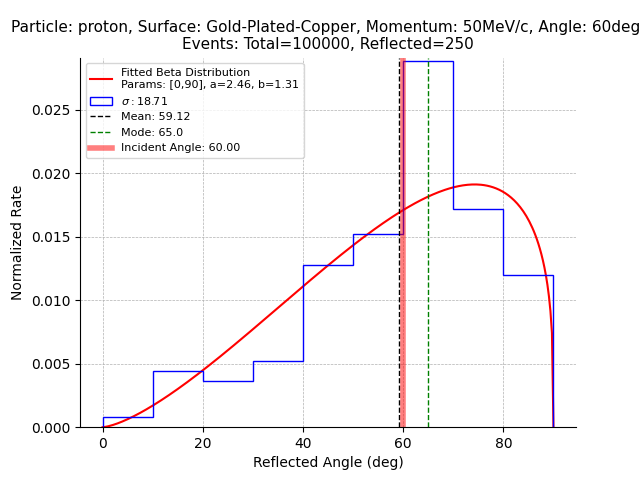 Particle: proton, Surface: Gold-Plated-Copper, Momentum: 50MeV/c, Angle: 60deg
Events: Total=100000, Reflected=250
Fitted Beta Distribution
Params: [0,90], a=2.46, b=1.31
σ: 18.71
Mean: 59.12
Mode: 65.0
Incident Angle: 60.00
Normalized Rate
0.025
0.020
0.015
0.010
0.005
0.000
0 20 40 60 80
Reflected Angle (deg)